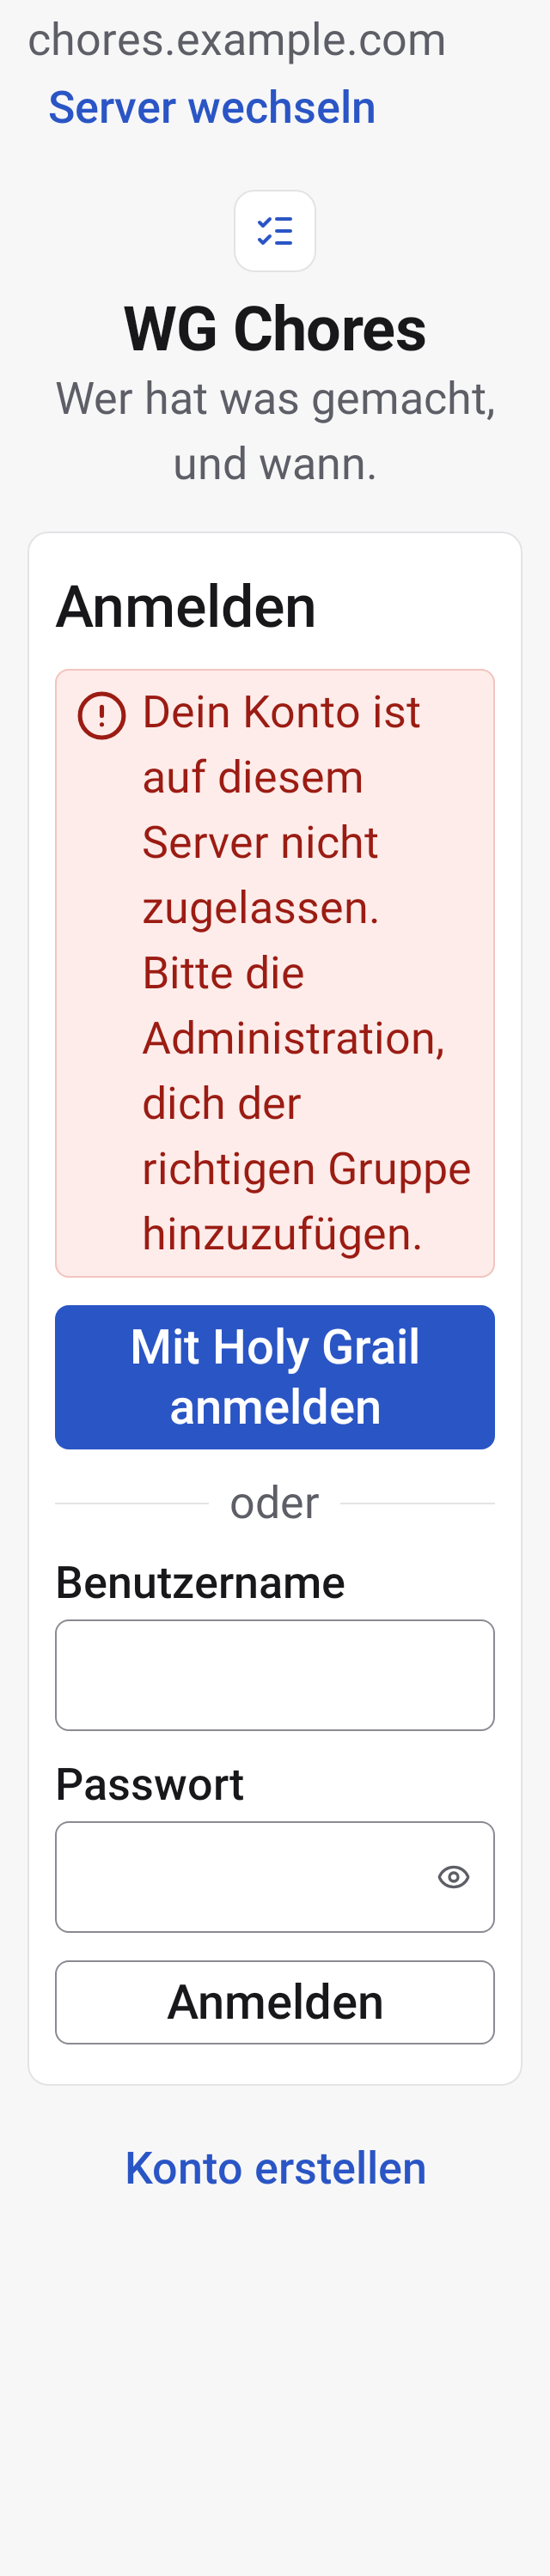 chores.example.com
Server wechseln
WG Chores
Wer hat was gemacht,
und wann.
Anmelden
Dein Konto ist
auf diesem
Server nicht
zugelassen.
Bitte die
Administration,
dich der
richtigen Gruppe
hinzuzufügen.
Mit Holy Grail
anmelden
oder
Benutzername
Passwort
Anmelden
Konto erstellen